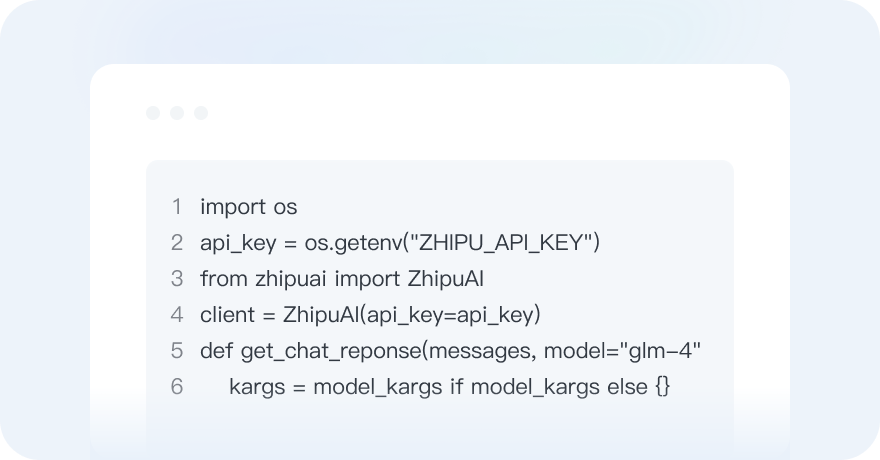 1 import os
2 api_key = os.getenv("ZHIPU_API_KEY")
3 from zhipuai import ZhipuAI
4 client = ZhipuAI(api_key=api_key)
5 def get_chat_reponse(messages, model="glm-4"
6 kargs = model_kargs if model_kargs else {}